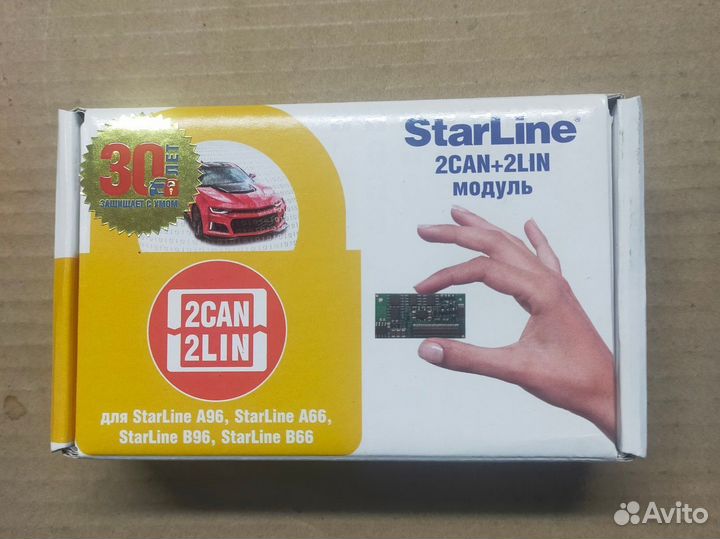 30 ЛЕТ
ЗАЩИЩАЕТ С УМОМ
StarLine
2CAN+2LIN
модуль
2CAN
2LIN
для StarLine A96, StarLine A66,
StarLine B96, StarLine B66
Avito